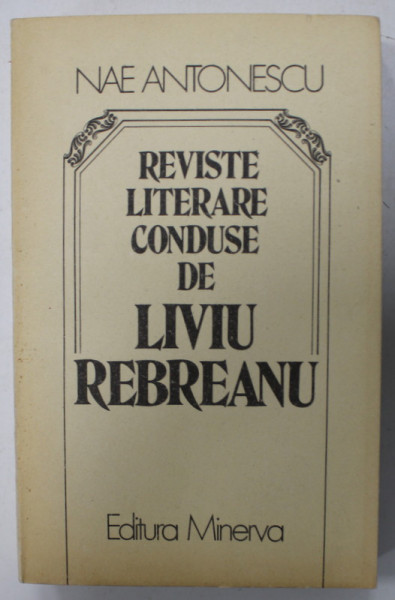 NAE ANTONESCU
REVISTE
LITERARE
CONDUSE
DE
LIVIU
REBREANU
Editura Minerva